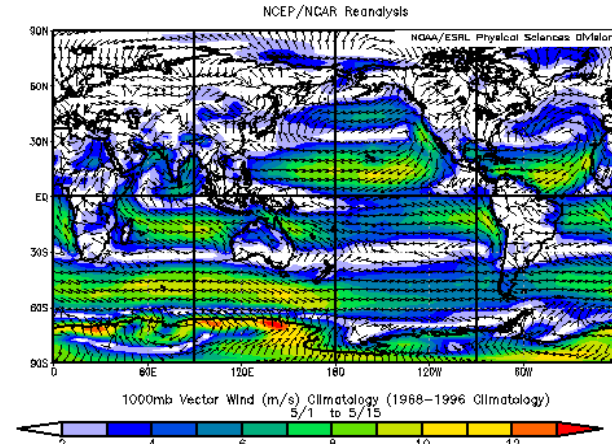 NCEP/NCAR Reanalysis
NOAA/ESRL Physical Sciences Division
90N
60N
30N
EQ
30S
60S
90S
0 60E 120E 180 120W 60W
1000mb Vector Wind (m/s) Climatology (1968-1996 Climatology)
5/1 to 5/15
2 4 6 8 10 12